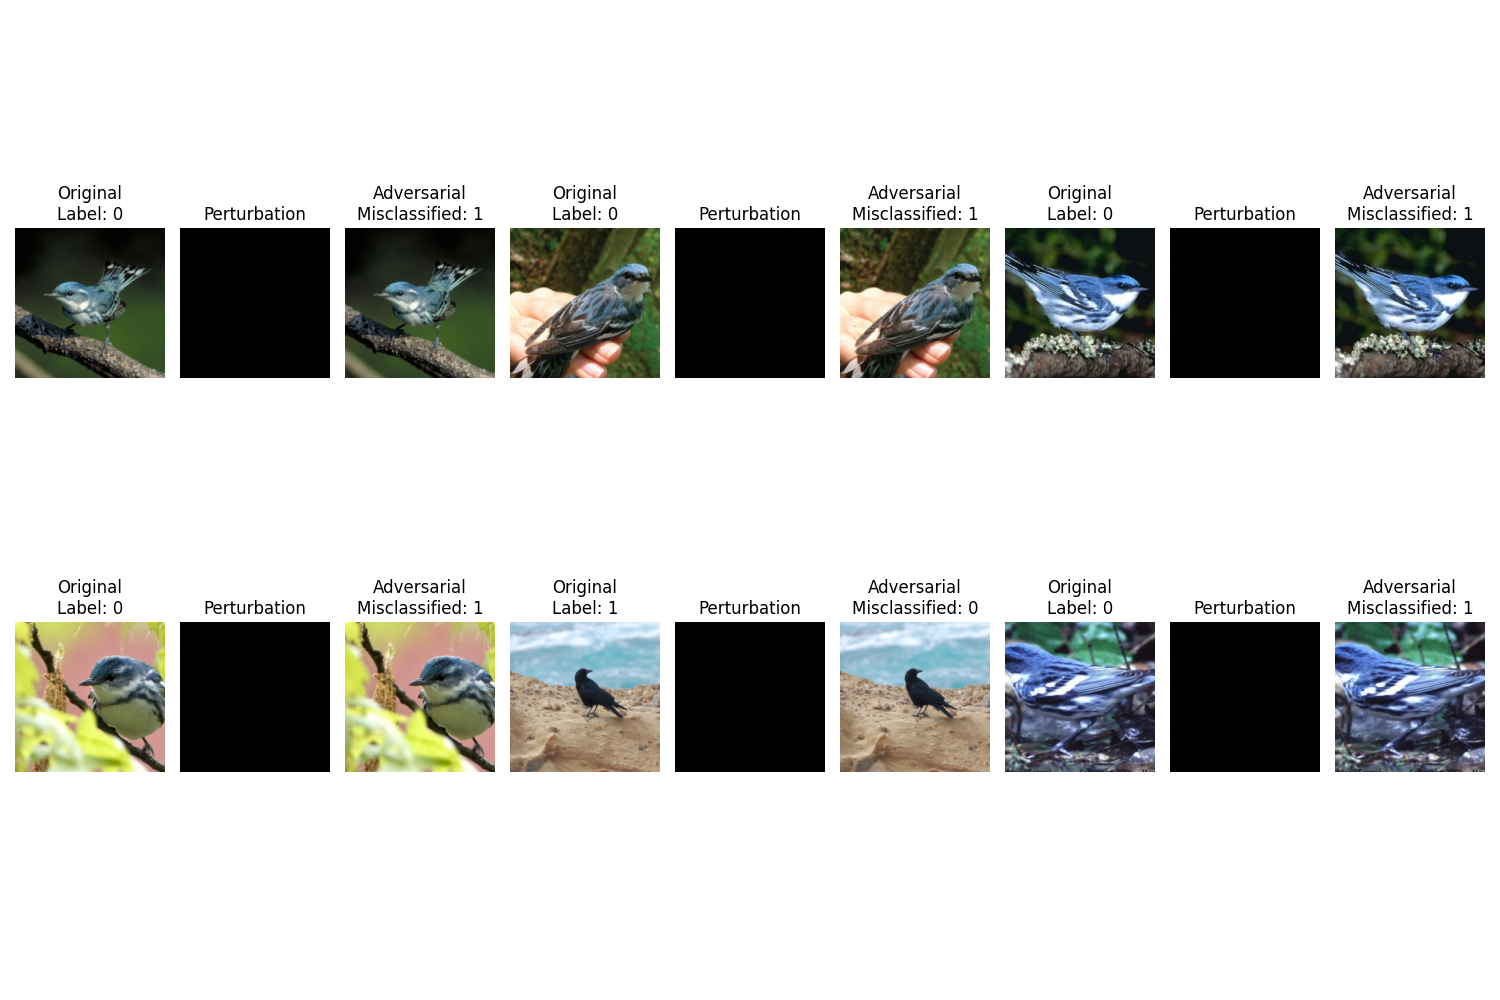 Original
Label: 0
Perturbation
Adversarial
Misclassified: 1
Original
Label: 0
Perturbation
Adversarial
Misclassified: 1
Original
Label: 0
Perturbation
Adversarial
Misclassified: 1
Original
Label: 0
Perturbation
Adversarial
Misclassified: 1
Original
Label: 1
Perturbation
Adversarial
Misclassified: 0
Original
Label: 0
Perturbation
Adversarial
Misclassified: 1